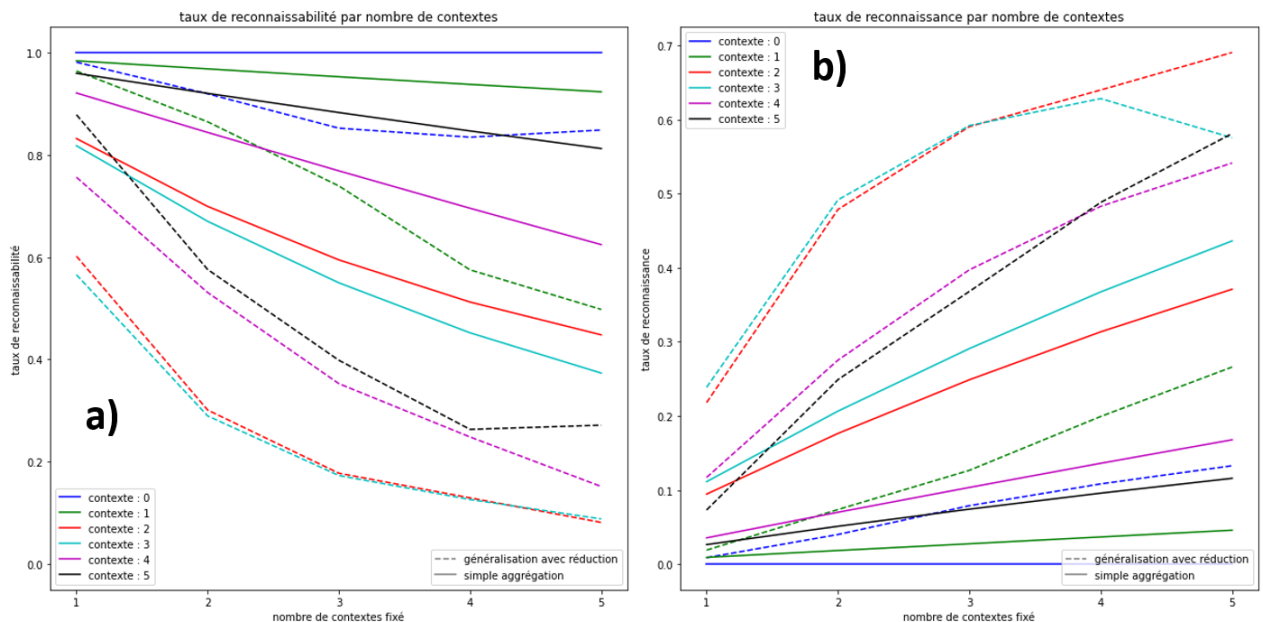 taux de reconnaissabilité par nombre de contextes
1.0
0.8
0.6
0.4
0.2
0.0
taux de reconnaissabilité
a)
contexte : 0
contexte : 1
contexte : 2
contexte : 3
contexte : 4
contexte : 5
généralisation avec réduction
simple aggrégation
1
2
3
4
5
nombre de contextes fixé
taux de reconnaissance par nombre de contextes
0.7
0.6
0.5
0.4
0.3
0.2
0.1
0.0
taux de reconnaissance
contexte : 0
contexte : 1
contexte : 2
contexte : 3
contexte : 4
contexte : 5
b)
généralisation avec réduction
simple aggrégation
1
2
3
4
5
nombre de contextes fixé